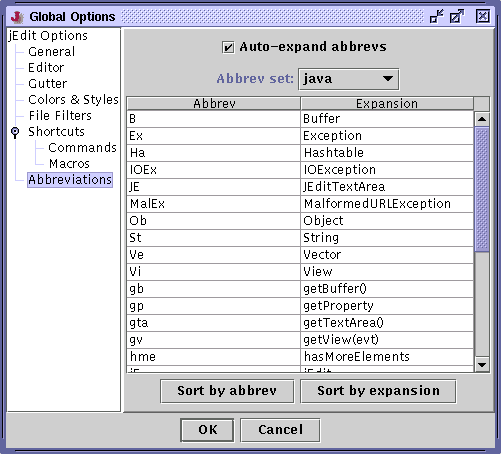 Global Options
jEdit Options
General
Editor
Gutter
Colors & Styles
File Filters
Shortcuts
Commands
Macros
Abbreviations
Auto-expand abbrevs
Abbrev set: java
Abbrev Expansion
B Buffer
Ex Exception
Ha Hashtable
IOEx IOException
JE JEditTextArea
MalEx MalformedURLException
Ob Object
St String
Ve Vector
Vi View
gb getBuffer()
gp getProperty
gta getTextArea()
gv getView(evt)
hme hasMoreElements
Sort by abbrev Sort by expansion
OK Cancel